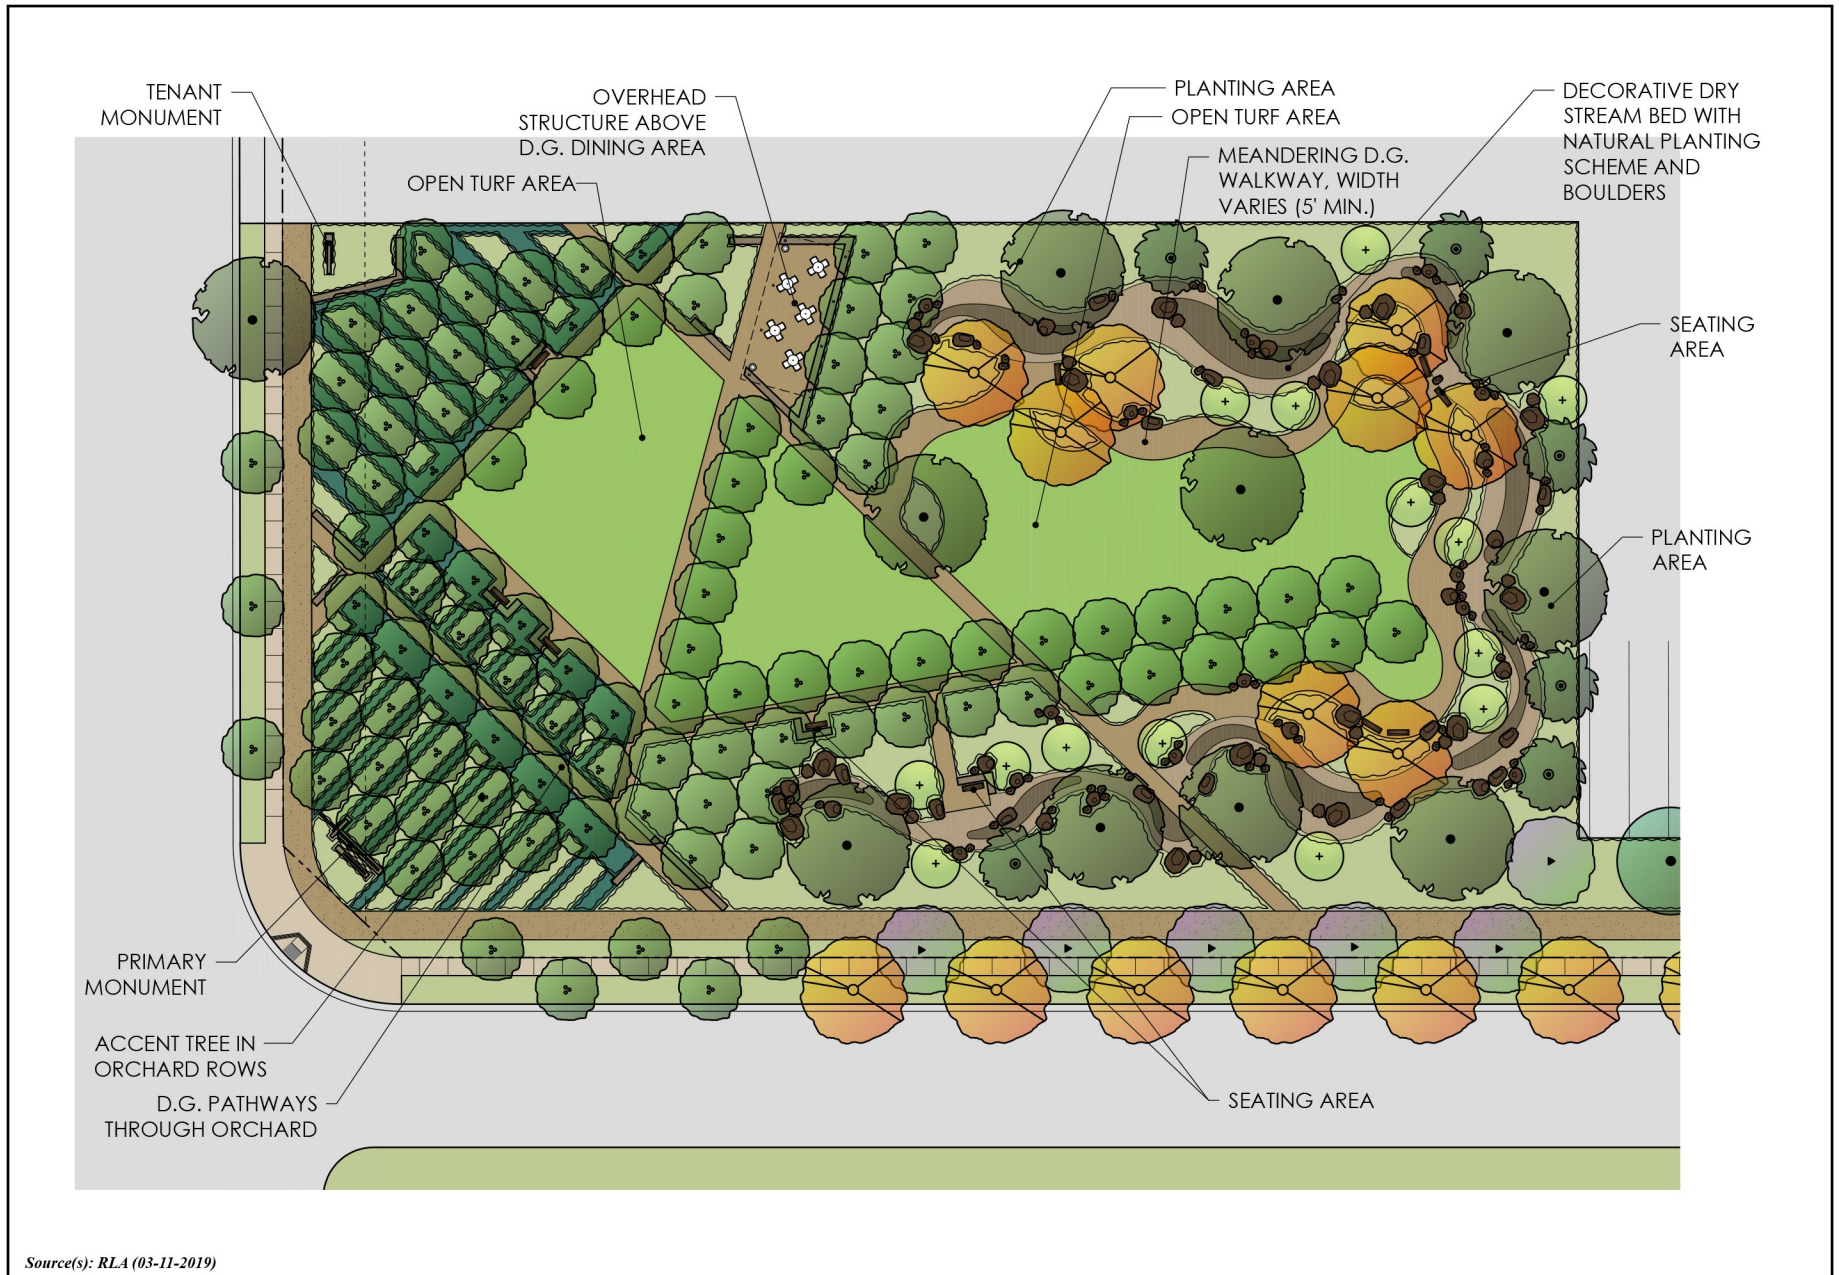 TENANT
MONUMENT
OVERHEAD
STRUCTURE ABOVE
D.G. DINING AREA
OPEN TURF AREA
PLANTING AREA
OPEN TURF AREA
MEANDERING D.G.
WALKWAY, WIDTH
VARIES (5' MIN.)
DECORATIVE DRY
STREAM BED WITH
NATURAL PLANTING
SCHEME AND
BOULDERS
SEATING
AREA
PLANTING
AREA
PRIMARY
MONUMENT
ACCENT TREE IN
ORCHARD ROWS
D.G. PATHWAYS
THROUGH ORCHARD
SEATING AREA
Source(s): RLA (03-11-2019)